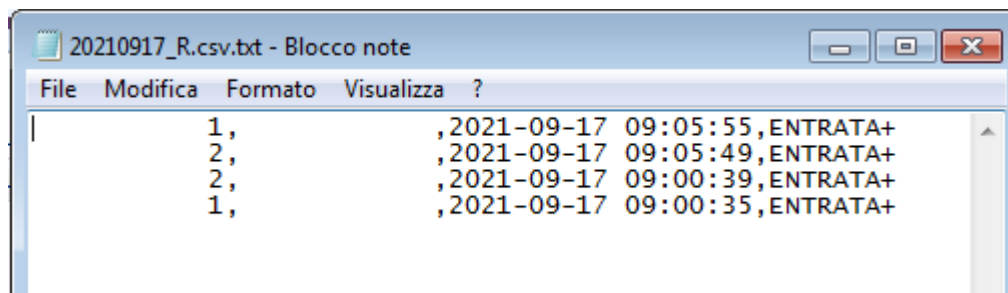 20210917_R.csv.txt - Blocco note
File Modifica Formato Visualizza ?
1, ,2021-09-17 09:05:55,ENTRATA+
2, ,2021-09-17 09:05:49,ENTRATA+
2, ,2021-09-17 09:00:39,ENTRATA+
1, ,2021-09-17 09:00:35,ENTRATA+